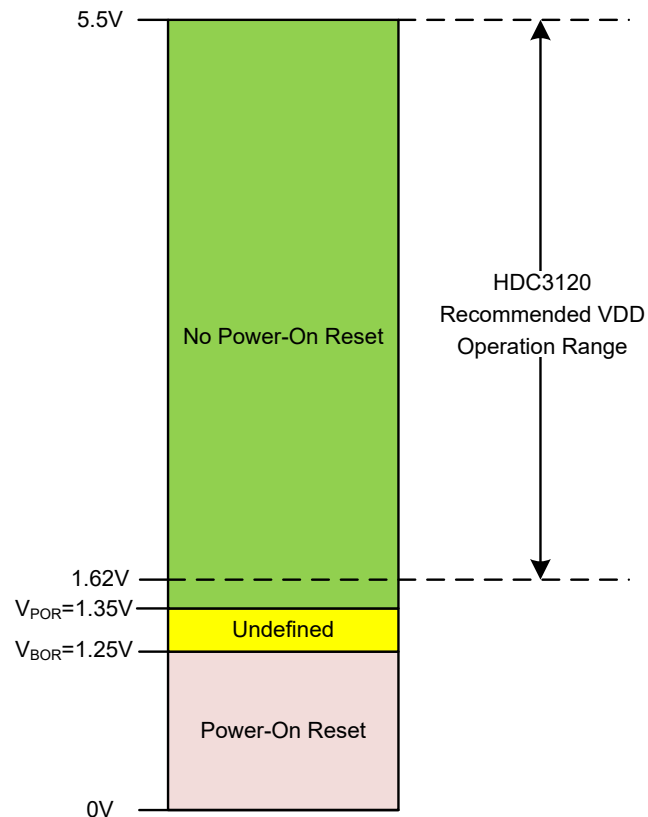 5.5V
HDC3120
Recommended VDD
Operation Range
No Power-On Reset
1.62V
VPOR=1.35V
Undefined
VBOR=1.25V
Power-On Reset
0V